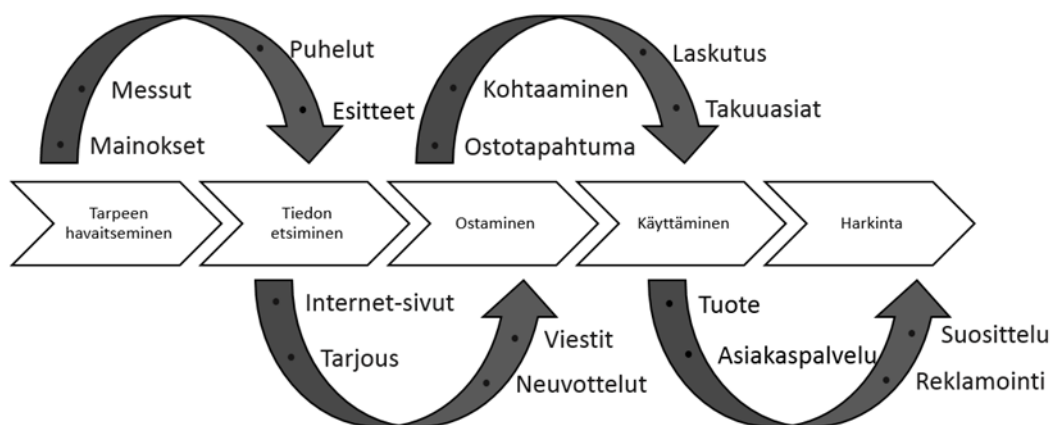 Puhelut
Messut
Esitteet
Mainokset
Laskutus
Kohtaaminen
Takuuasiat
Ostotapahtuma
Tarpeen
havaitseminen
Tiedon
etsiminen
Ostaminen
Käyttäminen
Harkinta
Internet-sivut
Viestit
Tarjous
Neuvottelut
Tuote
Suosittelu
Asiakaspalvelu
Reklamointi